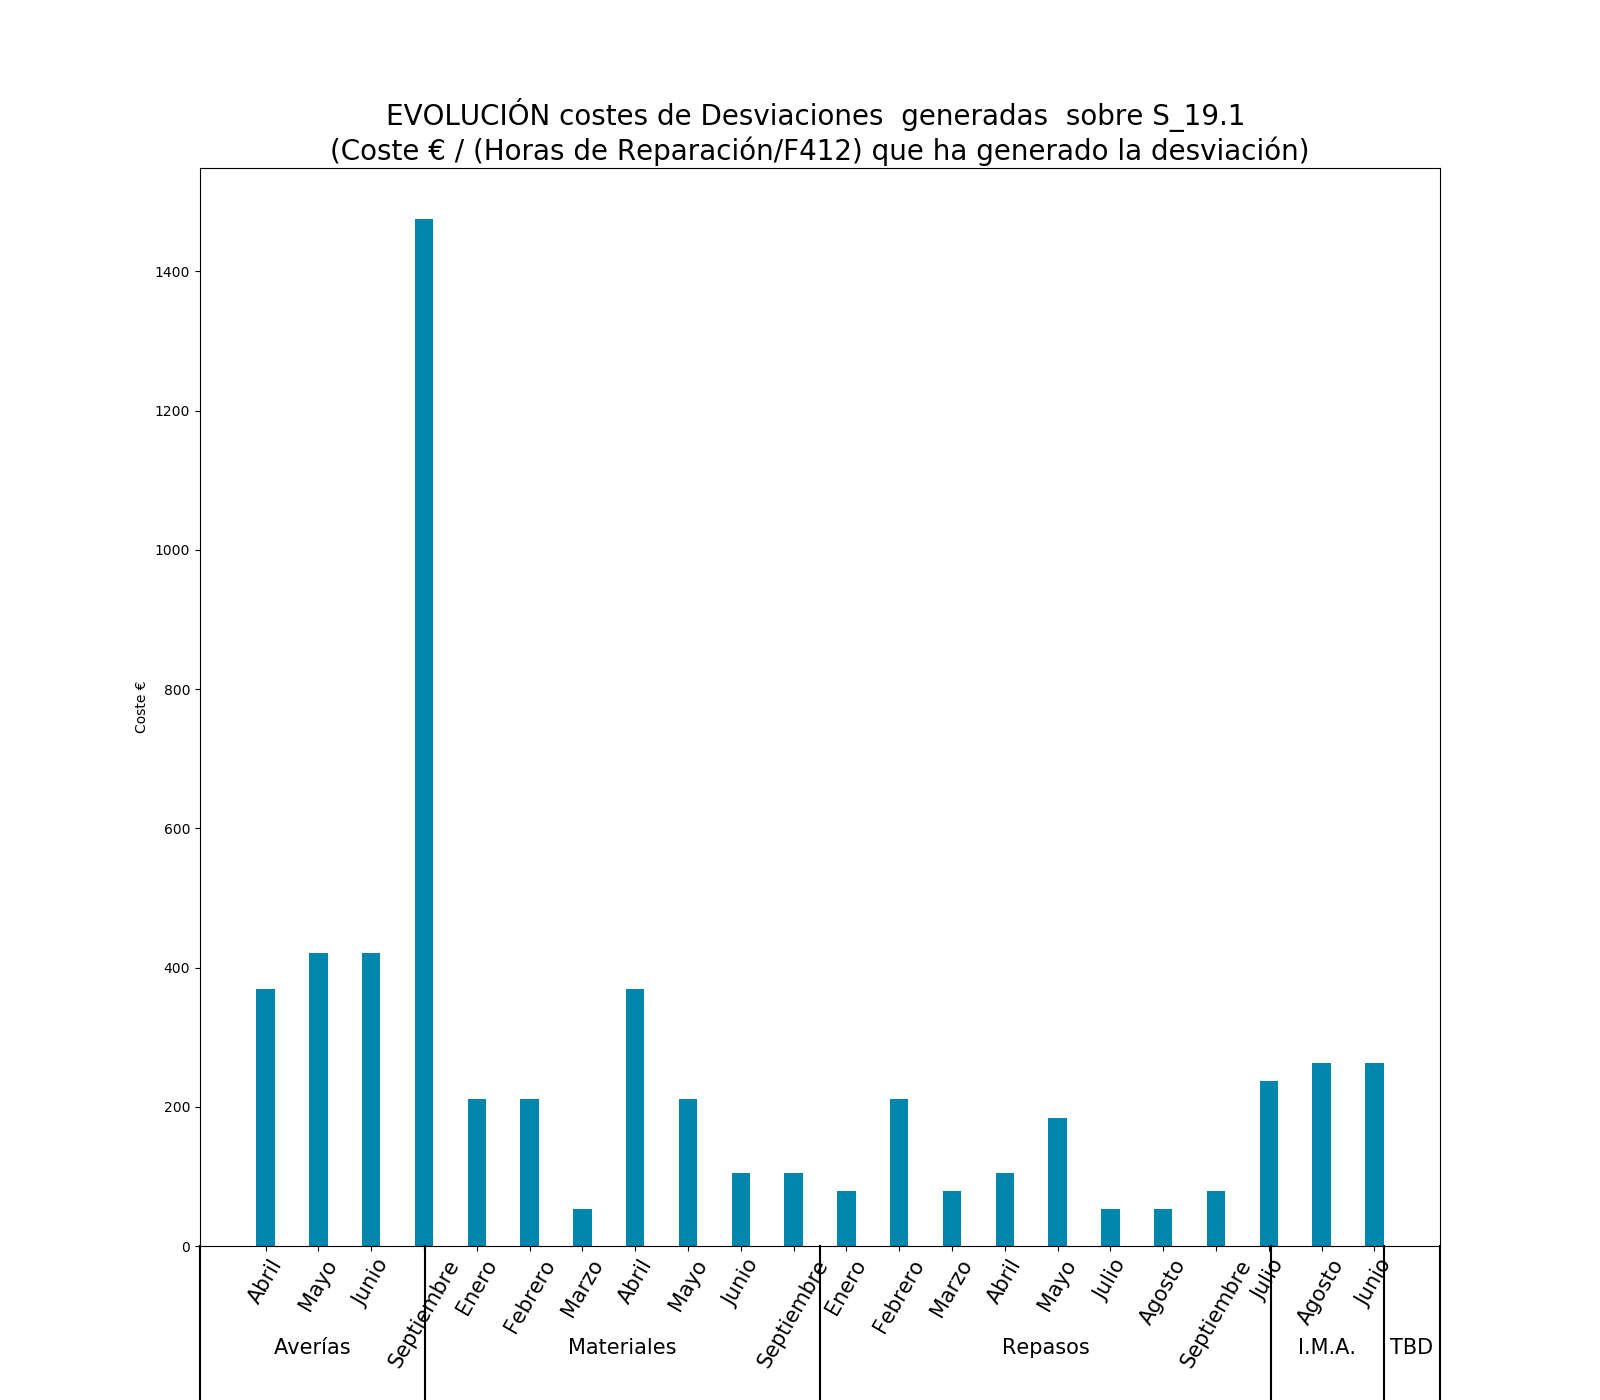 EVOLUCIÓN costes de Desviaciones  generadas  sobre S_19.1
(Coste € / (Horas de Reparación/F412) que ha generado la desviación)
1400
1200
1000
800
600
400
200
0
Coste €
Abril
Mayo
Junio
Septiembre
Enero
Febrero
Marzo
Abril
Mayo
Junio
Septiembre
Enero
Febrero
Marzo
Abril
Mayo
Julio
Agosto
Septiembre
Julio
Agosto
Junio
Averías
Materiales
Repasos
I.M.A.
TBD